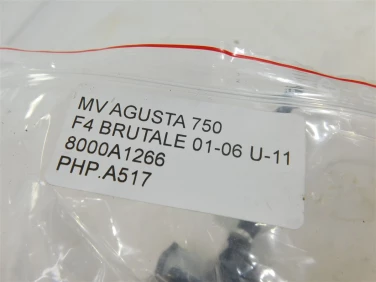 MV AGUSTA 750
F4 BRUTALE 01-06 U-11
8000A1266
PHP.A517